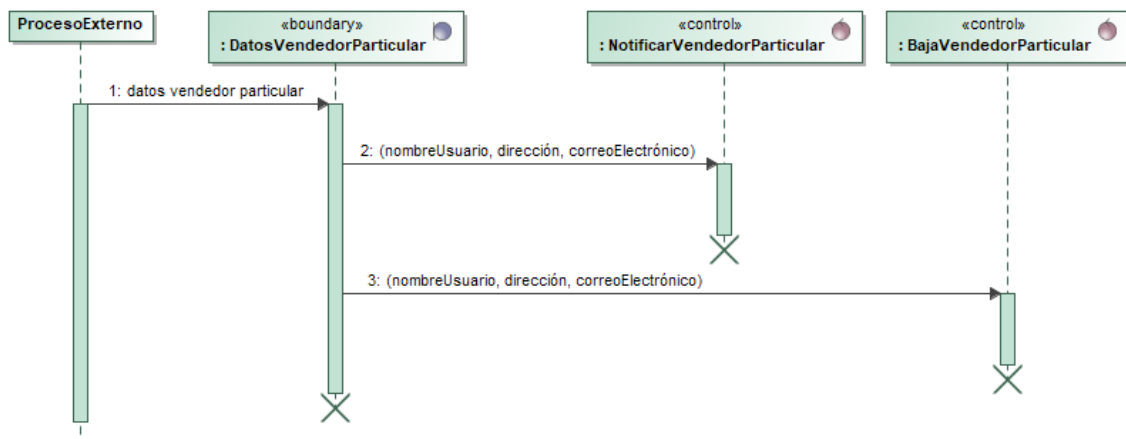 ProcesoExterno
«boundary»
: DatosVendedorParticular
«control»
: NotificarVendedorParticular
«control»
: BajaVendedorParticular
1: datos vendedor particular
2: (nombreUsuario, dirección, correoElectrónico)
3: (nombreUsuario, dirección, correoElectrónico)